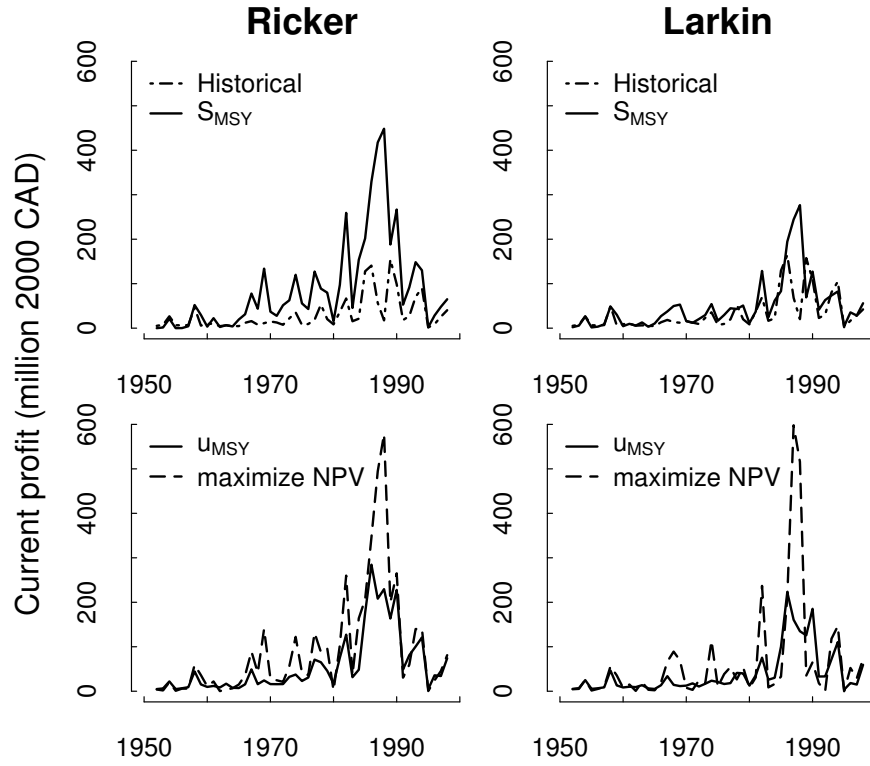 Ricker
Larkin
Current profit (million 2000 CAD)
600
400
200
0
Historical
SMSY
1950
1970
1990
600
400
200
0
Historical
SMSY
1950
1970
1990
600
400
200
0
uMSY
maximize NPV
1950
1970
1990
600
400
200
0
uMSY
maximize NPV
1950
1970
1990